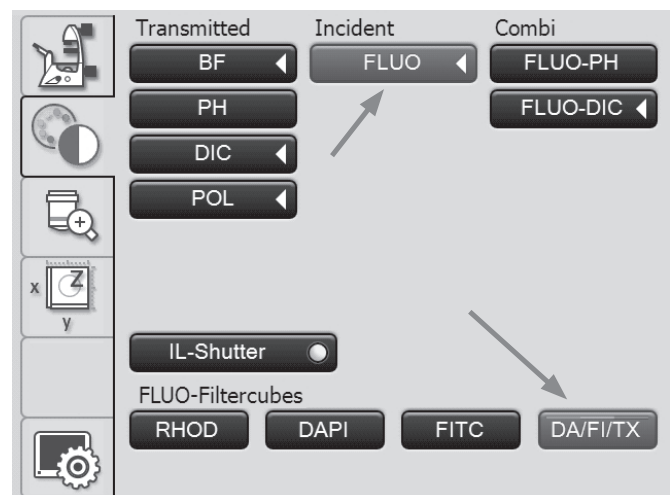 Transmitted Incident Combi
BF FLUO FLUO-PH
PH FLUO-DIC
DIC
POL
x Z
y
IL-Shutter
FLUO-Filtercubes
RHOD DAPI FITC DA/FI/TX